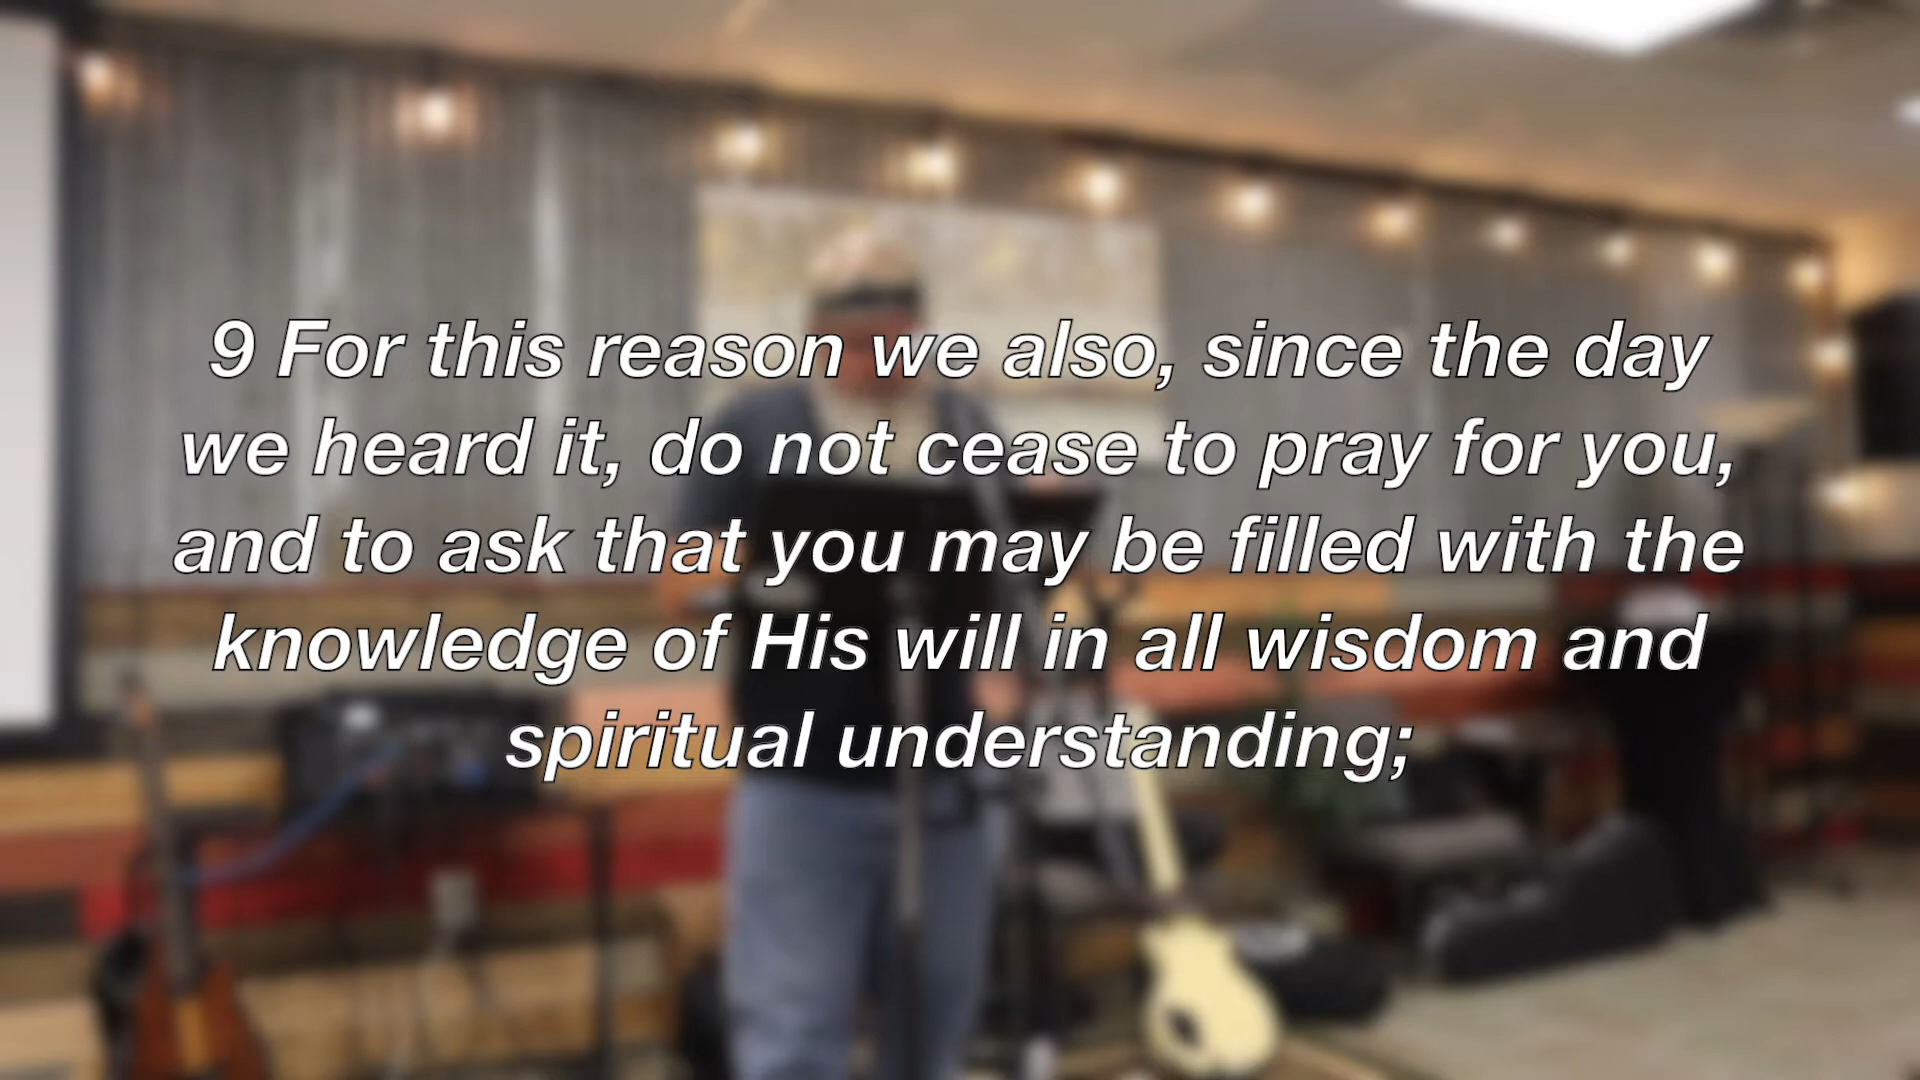 9 For this reason we also, since the day
we heard it, do not cease to pray for you,
and to ask that you may be filled with the
knowledge of His will in all wisdom and
spiritual understanding;